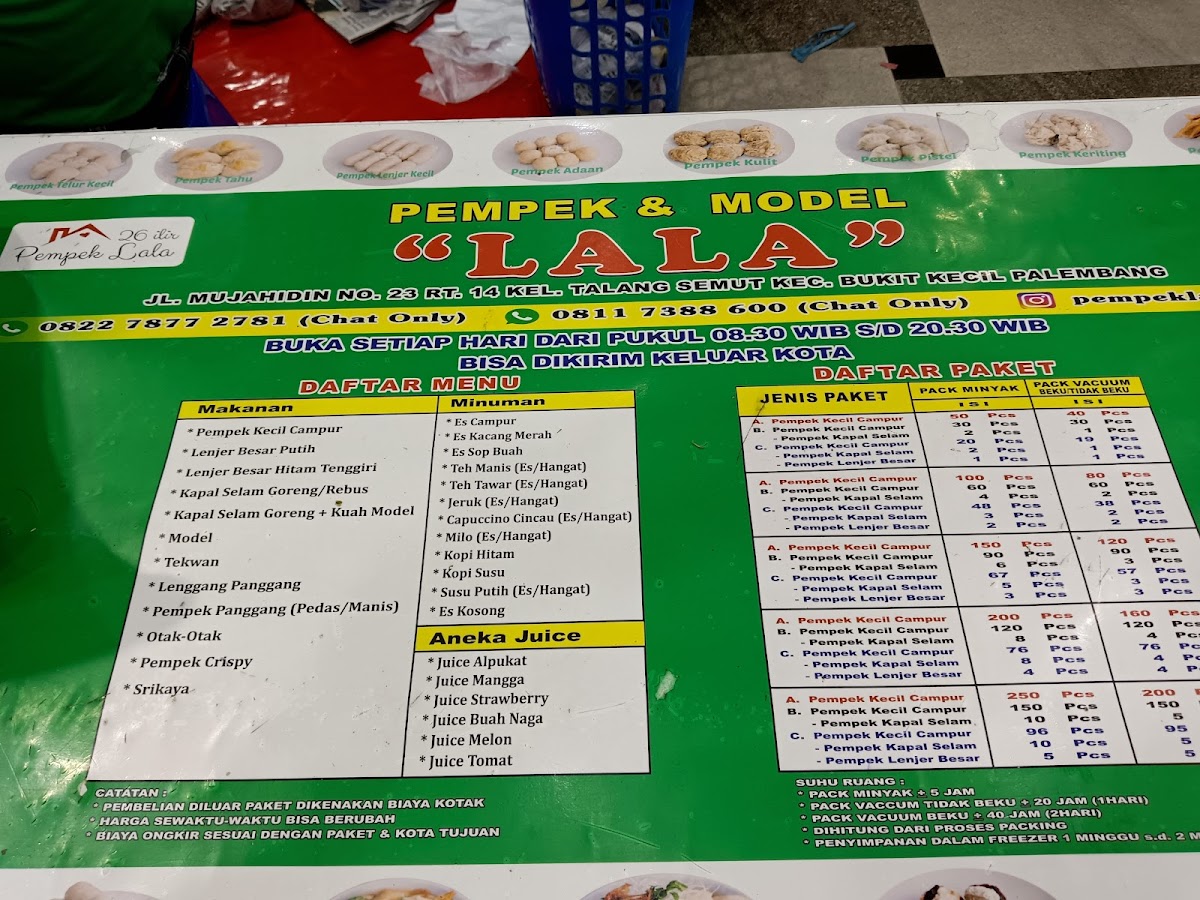 Pempek Telur Kecil
Pempek Tahu
Pempek Lenjer Kecil
Pempek Adaan
Pempek Kulit
Pempek Pistel
Pempek Keriting
26 ilir
Pempek Lala
PEMPEK & MODEL
"LALA"
JL. MUJAHIDIN NO. 23 RT. 14 KEL. TALANG SEMUT KEC. BUKIT KECIL PALEMBANG
0822 7877 2781 (Chat Only) 0811 7388 600 (Chat Only)
BUKA SETIAP HARI DARI PUKUL 08.30 WIB S/D 20.30 WIB
BISA DIKIRIM KELUAR KOTA
DAFTAR MENU
Makanan
* Pempek Kecil Campur
* Lenjer Besar Putih
* Lenjer Besar Hitam Tenggiri
* Kapal Selam Goreng/Rebus
* Kapal Selam Goreng + Kuah Model
* Model
* Tekwan
* Lenggang Panggang
* Pempek Panggang (Pedas/Manis)
* Otak-Otak
* Pempek Crispy
* Srikaya
Minuman
* Es Campur
* Es Kacang Merah
* Es Sop Buah
* Teh Manis (Es/Hangat)
* Teh Tawar (Es/Hangat)
* Jeruk (Es/Hangat)
* Capuccino Cincau (Es/Hangat)
* Milo (Es/Hangat)
* Kopi Hitam
* Kopi Susu
* Susu Putih (Es/Hangat)
* Es Kosong
Aneka Juice
* Juice Alpukat
* Juice Mangga
* Juice Strawberry
* Juice Buah Naga
* Juice Melon
* Juice Tomat
CATATAN :
* PEMBELIAN DILUAR PAKET DIKENAKAN BIAYA KOTAK
* HARGA SEWAKTU-WAKTU BISA BERUBAH
* BIAYA ONGKIR SESUAI DENGAN PAKET & KOTA TUJUAN
DAFTAR PAKET
JENIS PAKET PACK MINYAK PACK VACUUM
BEKU/TIDAK BEKU
ISI ISI
A. Pempek Kecil Campur 50 Pcs 40 Pcs
B. Pempek Kecil Campur 30 Pcs 30 Pcs
- Pempek Kapal Selam 2 Pcs 1 Pcs
C. Pempek Kecil Campur 20 Pcs 19 Pcs
- Pempek Kapal Selam 2 Pcs 1 Pcs
- Pempek Lenjer Besar 1 Pcs 1 Pcs
A. Pempek Kecil Campur 100 Pcs 80 Pcs
B. Pempek Kecil Campur 60 Pcs 60 Pcs
- Pempek Kapal Selam 4 Pcs 2 Pcs
C. Pempek Kecil Campur 48 Pcs 38 Pcs
- Pempek Kapal Selam 3 Pcs 2 Pcs
- Pempek Lenjer Besar 2 Pcs 2 Pcs
A. Pempek Kecil Campur 150 Pcs 120 Pcs
B. Pempek Kecil Campur 90 Pcs 90 Pcs
- Pempek Kapal Selam 6 Pcs 3 Pcs
C. Pempek Kecil Campur 67 Pcs 57 Pcs
- Pempek Kapal Selam 5 Pcs 3 Pcs
- Pempek Lenjer Besar 3 Pcs 3 Pcs
A. Pempek Kecil Campur 200 Pcs 160 Pcs
B. Pempek Kecil Campur 120 Pcs 120 Pcs
- Pempek Kapal Selam 8 Pcs 4
C. Pempek Kecil Campur 76 Pcs 76
- Pempek Kapal Selam 8 Pcs 4
- Pempek Lenjer Besar 4 Pcs 4
A. Pempek Kecil Campur 250 Pcs 200
B. Pempek Kecil Campur 150 Pcs 150
- Pempek Kapal Selam 10 Pcs 5
C. Pempek Kecil Campur 96 Pcs 95
- Pempek Kapal Selam 10 Pcs 5
- Pempek Lenjer Besar 5 Pcs 5
SUHU RUANG :
* PACK MINYAK ± 5 JAM
* PACK VACCUM TIDAK BEKU ± 20 JAM (1HARI)
* PACK VACUUM BEKU ± 40 JAM (2HARI)
* DIHITUNG DARI PROSES PACKING
* PENYIMPANAN DALAM FREEZER 1 MINGGU s.d. 2